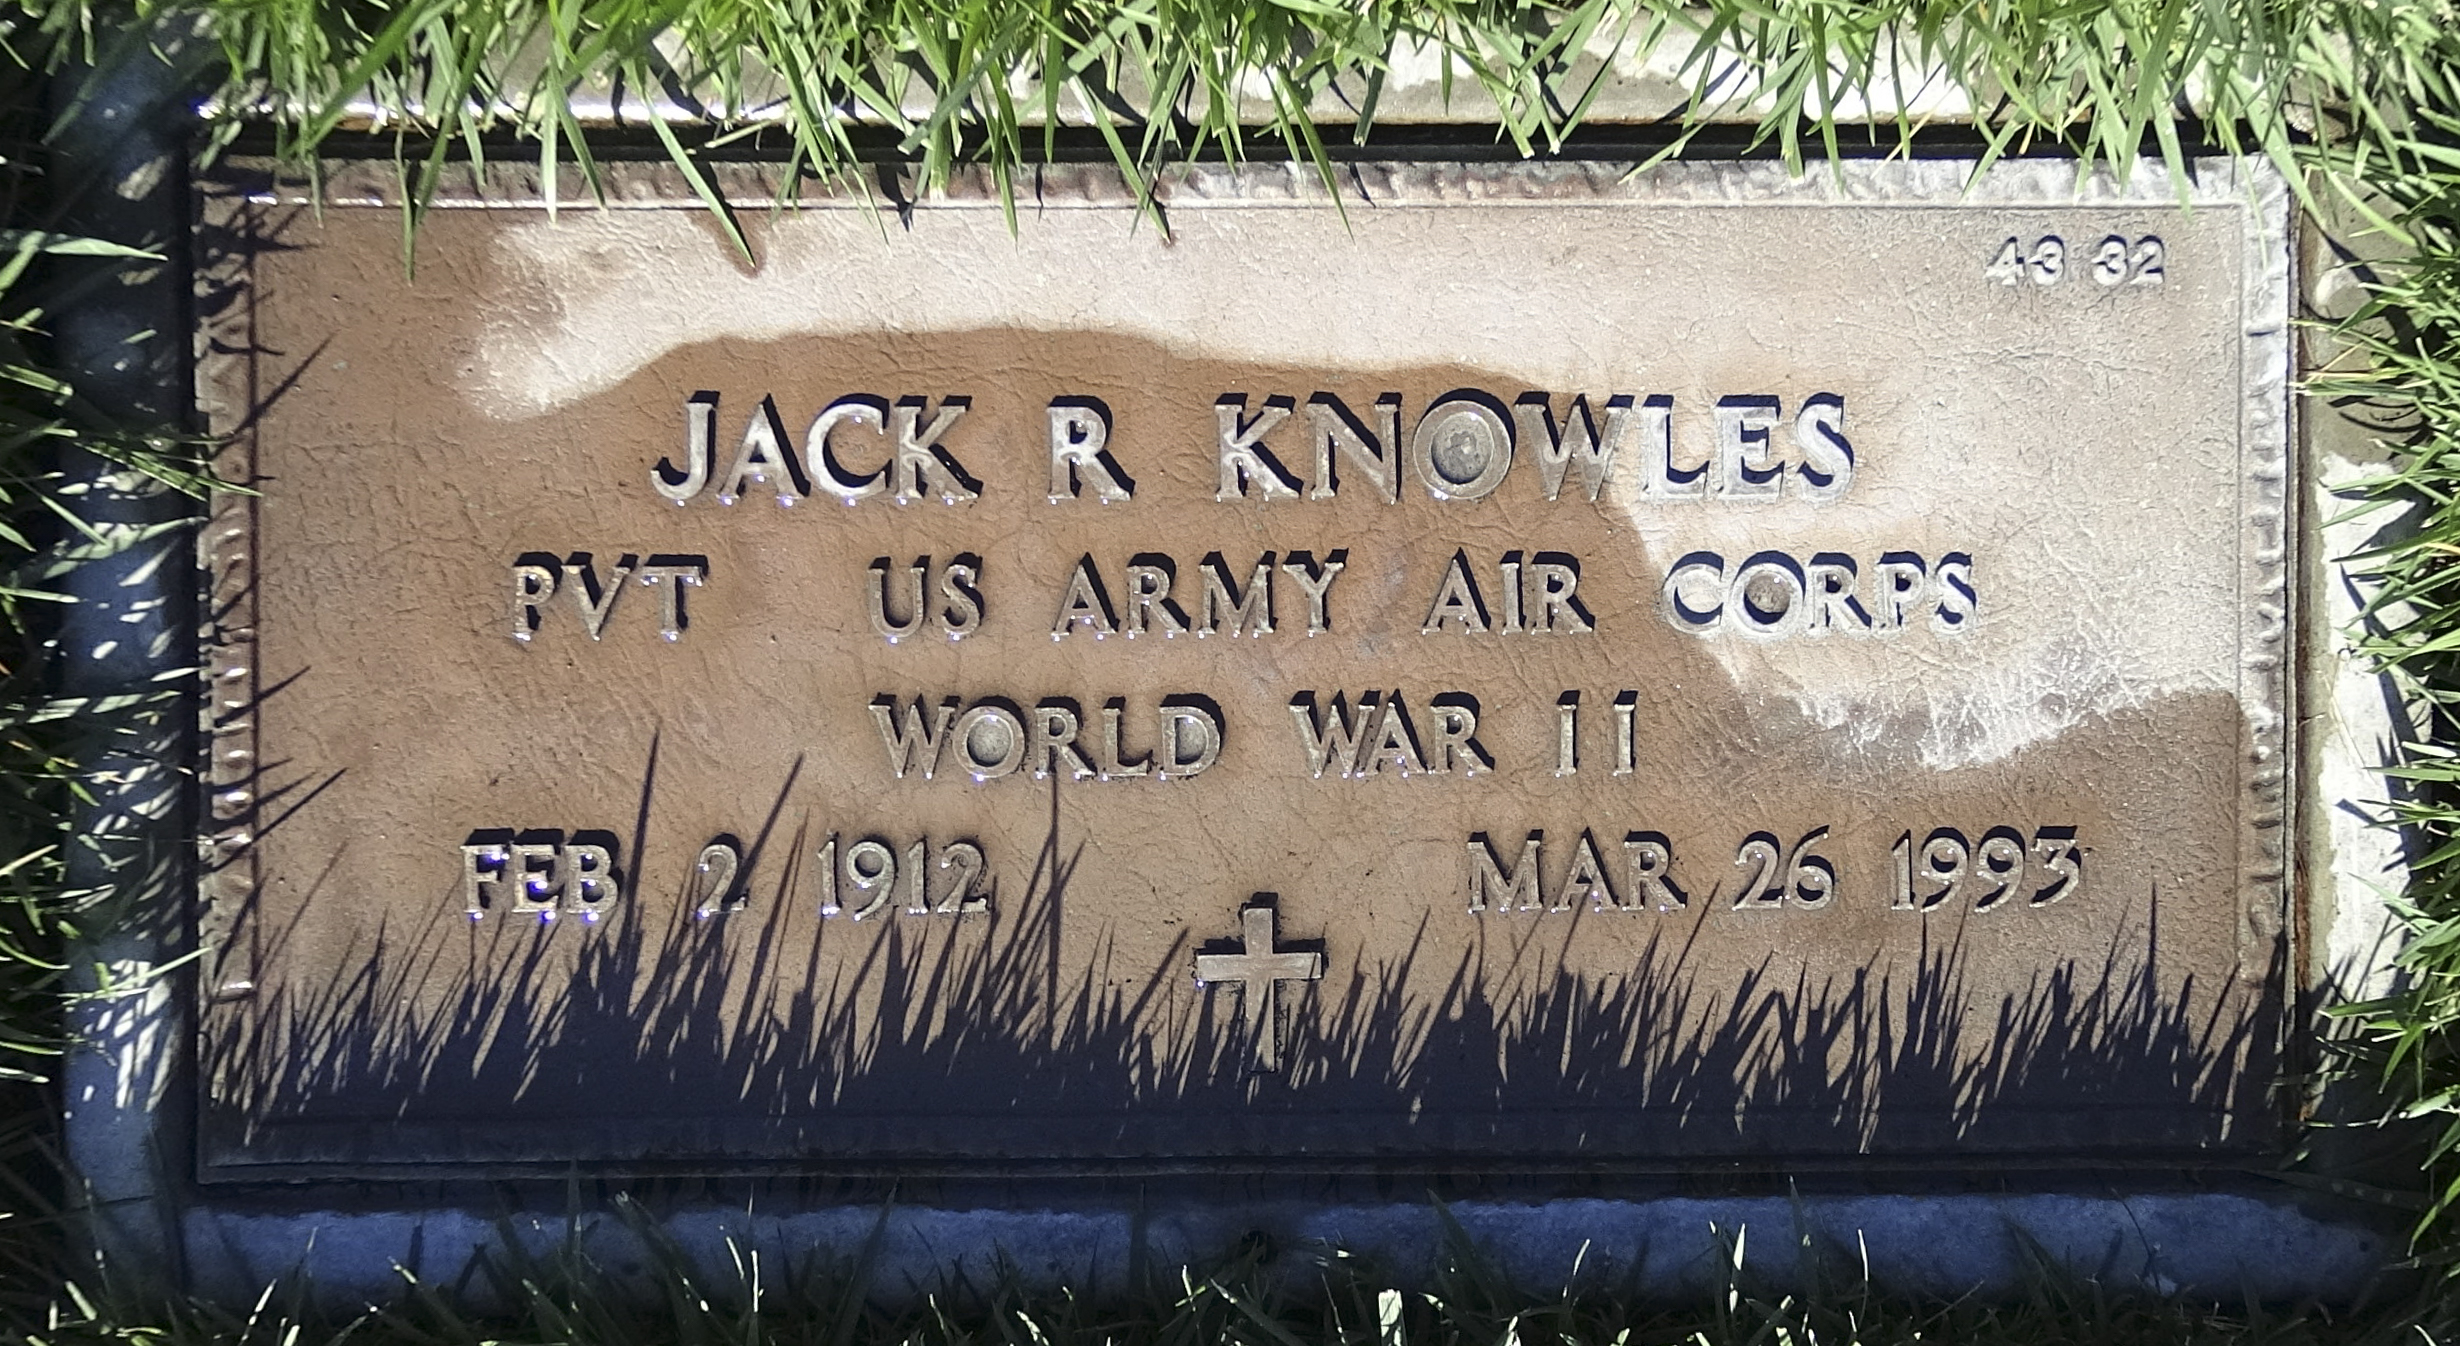 43 32
JACK R KNOWLES
PVT US ARMY AIR CORPS
WORLD WAR II
FEB 2 1912 MAR 26 1993